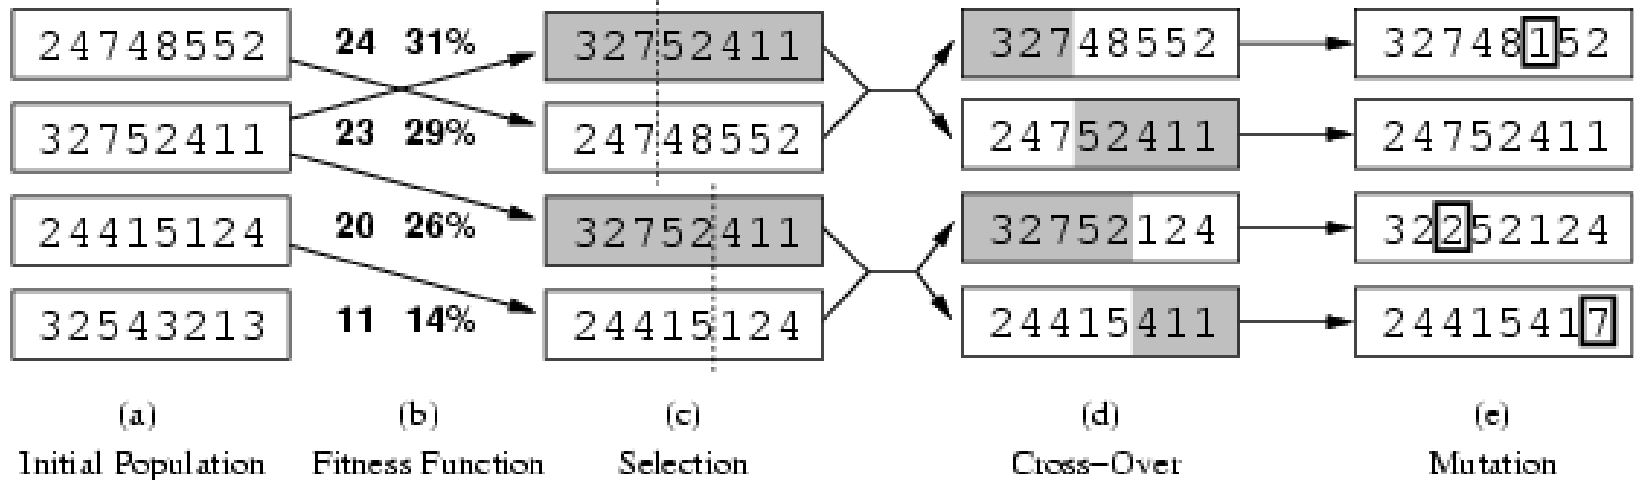 24748552 24 31% 32752411 32748552 32748152
32752411 23 29% 24748552 24752411 24752411
24415124 20 26% 32752411 32752124 32252124
32543213 11 14% 24415124 24415411 24415417
(a) (b) (c) (d) (e)
Initial Population Fitness Function Selection Cross-Over Mutation